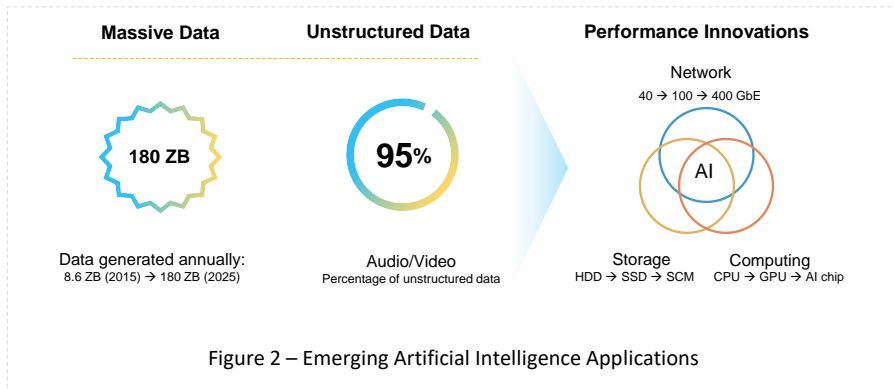 Massive Data
Unstructured Data
Performance Innovations
180 ZB
95%
Network
40 → 100 → 400 GbE
AI
Data generated annually:
8.6 ZB (2015) → 180 ZB (2025)
Audio/Video
Percentage of unstructured data
Storage
HDD → SSD → SCM
Computing
CPU → GPU → AI chip
Figure 2 – Emerging Artificial Intelligence Applications